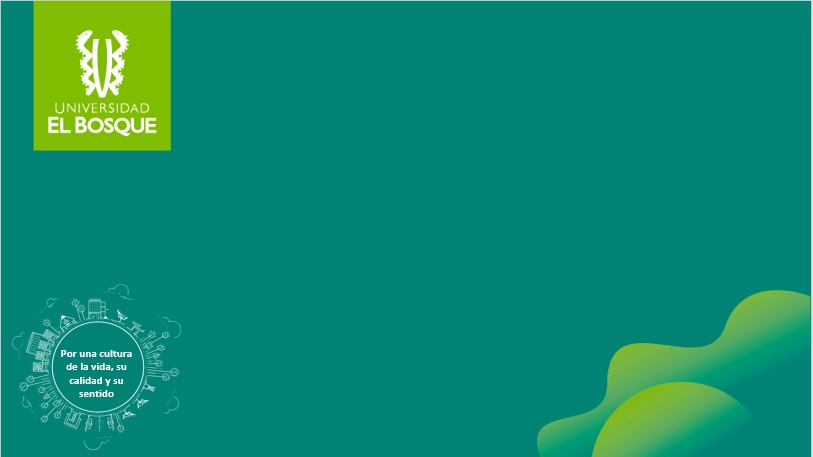 UNIVERSIDAD
EL BOSQUE
Por una cultura
de la vida, su
calidad y su
sentido